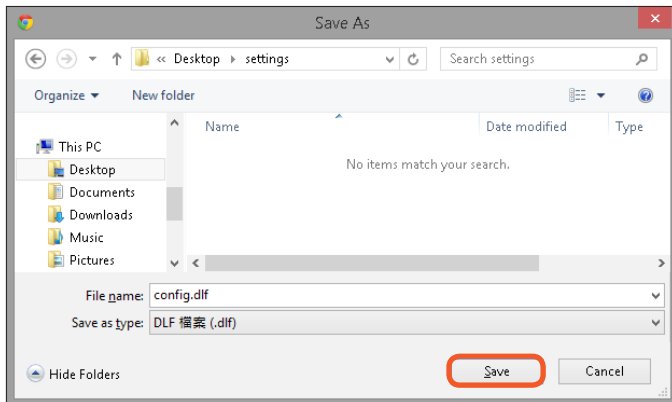 Save As
« Desktop settings
Search settings
Organize New folder
Name Date modified Type
This PC
No items match your search.
Desktop
Documents
Downloads
Music
Pictures
File name: config.dlf
Save as type: DLF 檔案 (.dlf)
Hide Folders Save Cancel